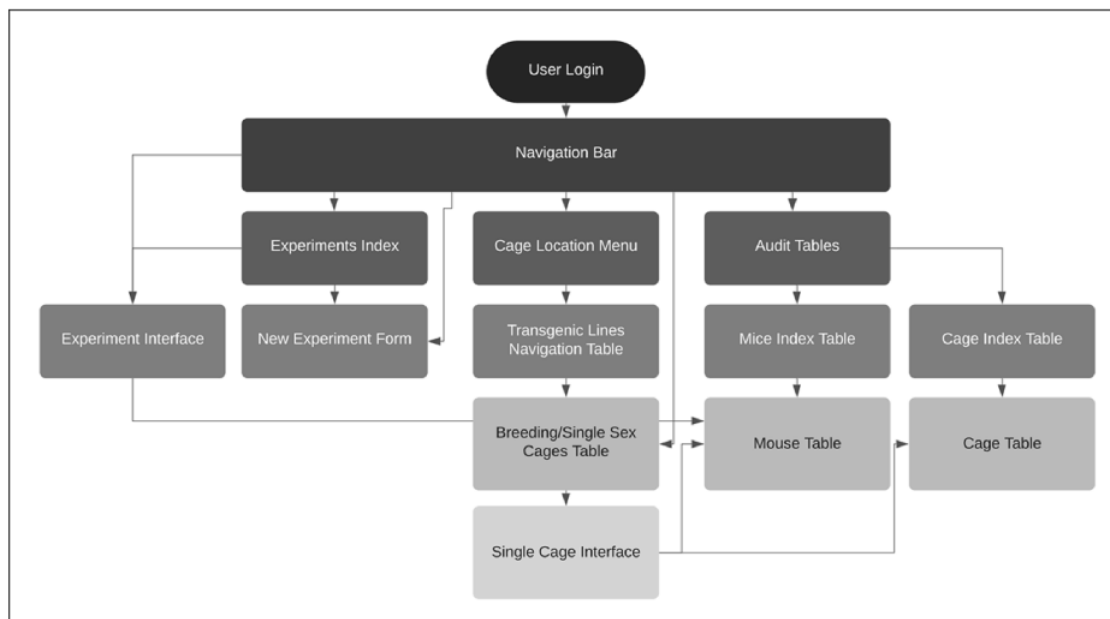 User Login
Navigation Bar
Experiments Index
Cage Location Menu
Audit Tables
Experiment Interface
New Experiment Form
Transgenic Lines
Navigation Table
Mice Index Table
Cage Index Table
Breeding/Single Sex
Cages Table
Mouse Table
Cage Table
Single Cage Interface